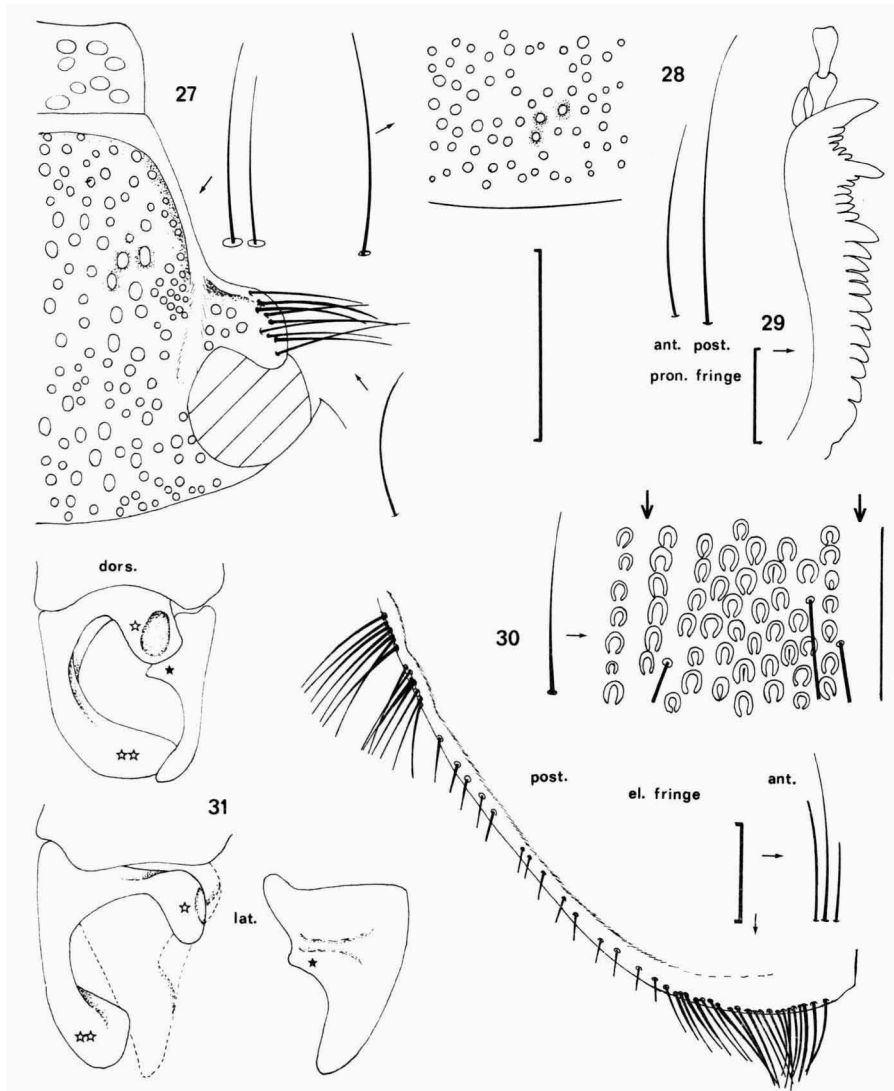 27
28
29
ant. post.
pron. fringe
dors.
30
post.
el. fringe
ant.
31
lat.